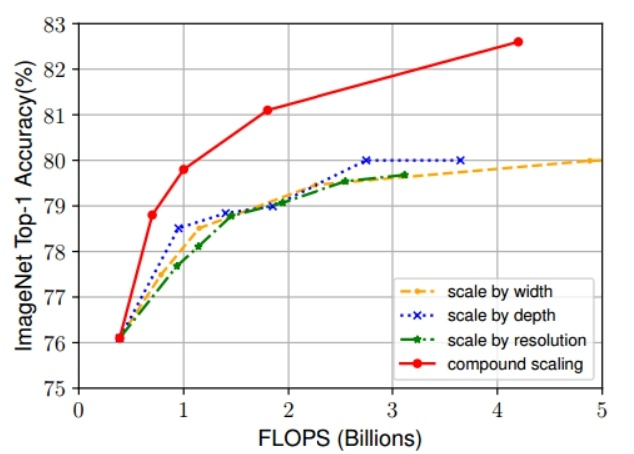 83
82
81
80
79
78
77
76
75
ImageNet Top-1 Accuracy(%)
scale by width
scale by depth
scale by resolution
compound scaling
0 1 2 3 4 5
FLOPS (Billions)